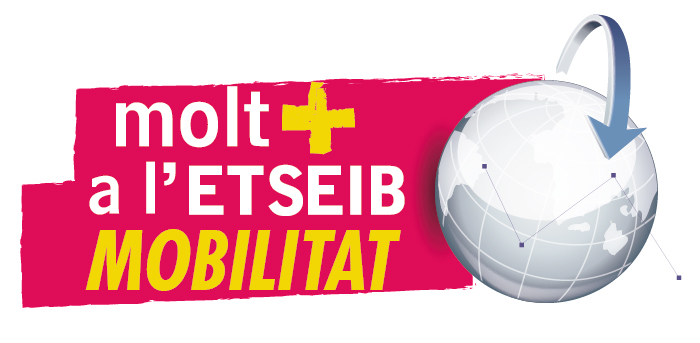 molt +
a l'ETSEIB
MOBILITAT